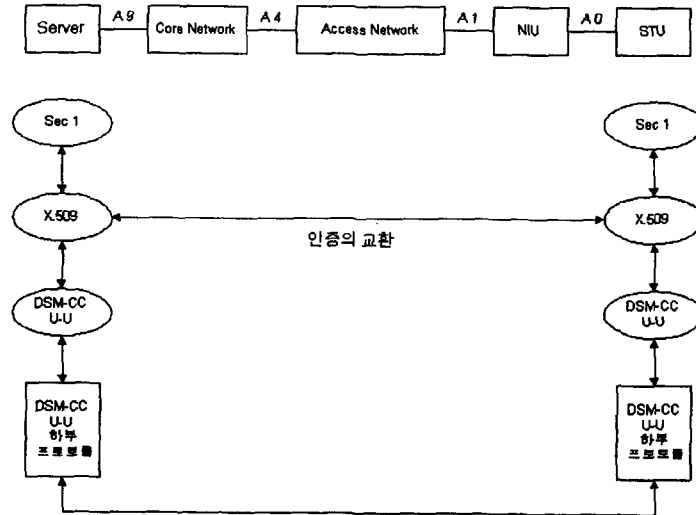 Server
A9
Core Network
A4
Access Network
A1
NIU
A0
STU
Sec 1
Sec 1
X.509
X.509
인증의 교환
DSM-CC
U-U
DSM-CC
U-U
DSM-CC
U-U
하부
프로토콜
DSM-CC
U-U
하부
프로토콜